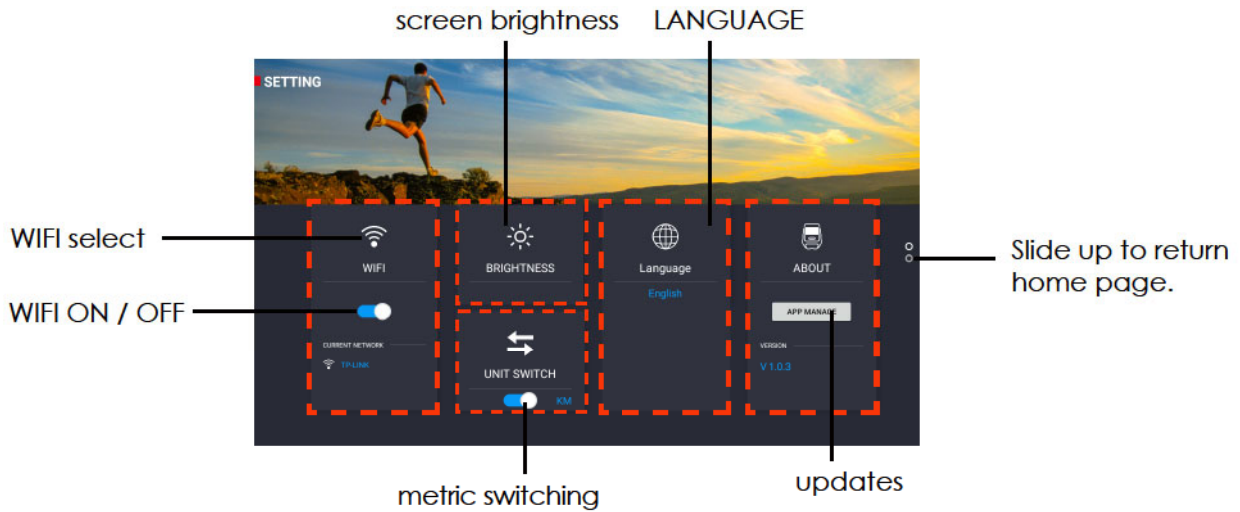 screen brightness LANGUAGE
SETTING
WIFI select
WIFI
BRIGHTNESS
Language
ABOUT
Slide up to return
home page.
WIFI ON / OFF
English
APP MANAGE
CURRENT NETWORK
TP-LINK
UNIT SWITCH
KM
VERSION
V 1.0.3
metric switching
updates